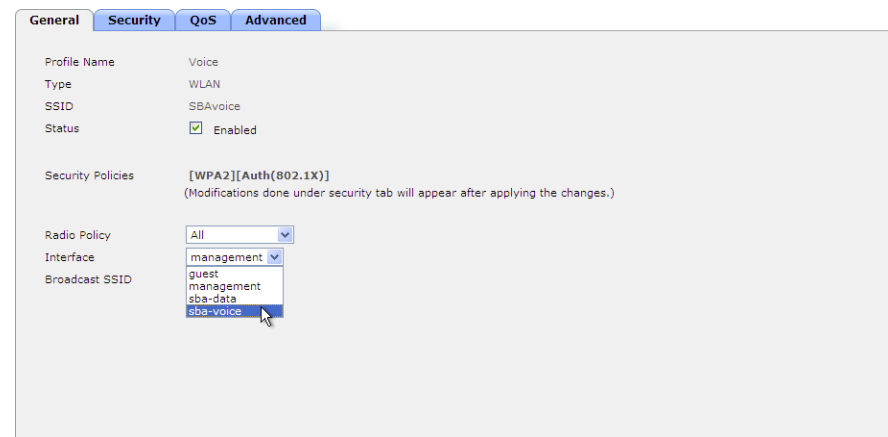 General Security QoS Advanced
Profile Name Voice
Type WLAN
SSID SBAvoice
Status Enabled
Security Policies [WPA2][Auth(802.1X)]
(Modifications done under security tab will appear after applying the changes.)
Radio Policy All
Interface management
Broadcast SSID
guest
management
sba-data
sba-voice